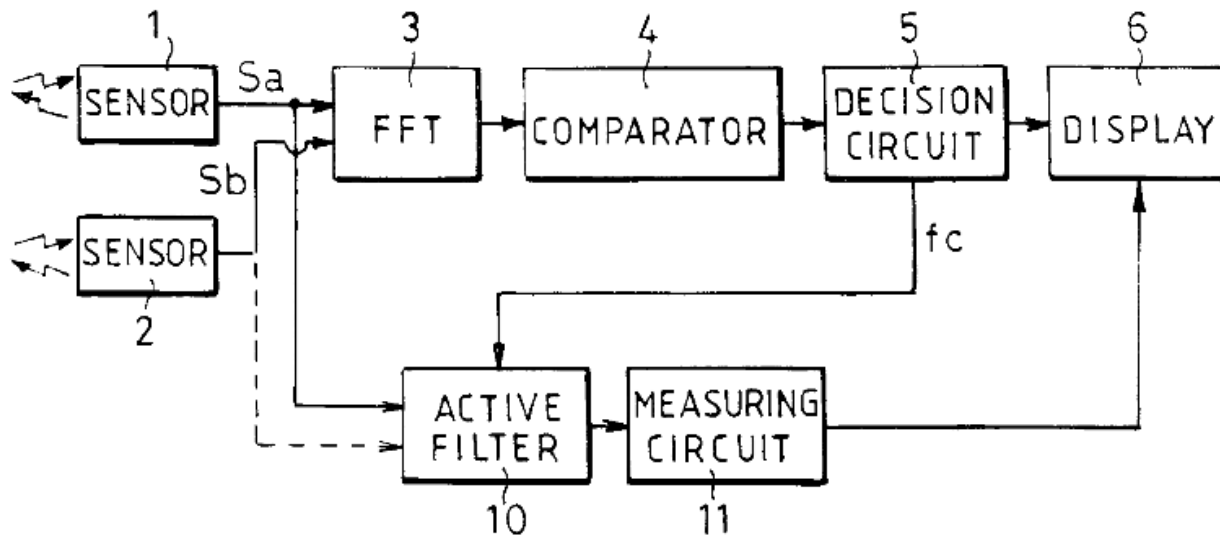 1
3
4
5
6
SENSOR
Sa
FFT
COMPARATOR
DECISION
CIRCUIT
DISPLAY
Sb
SENSOR
2
fc
ACTIVE
FILTER
MEASURING
CIRCUIT
10
11